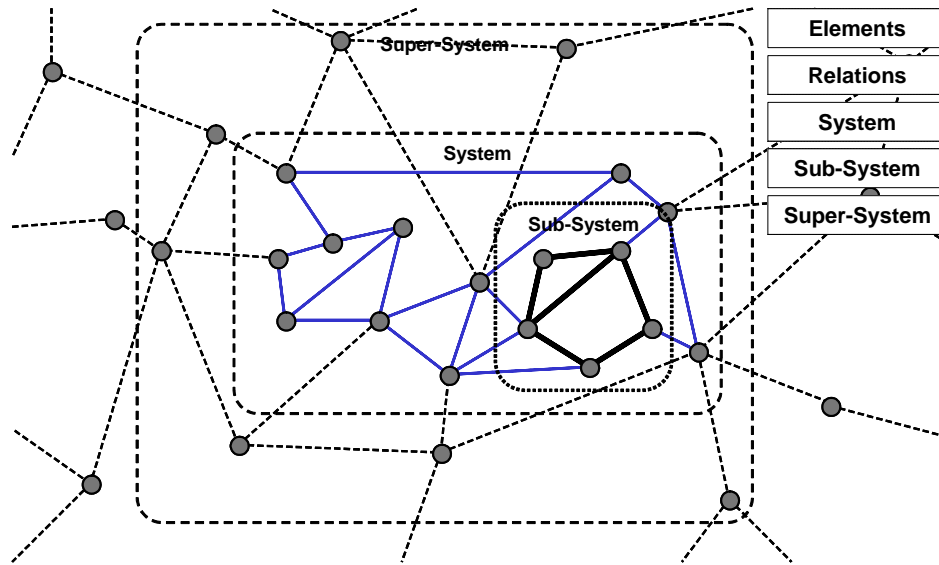 Super-System
System
Sub-System
Elements
Relations
System
Sub-System
Super-System